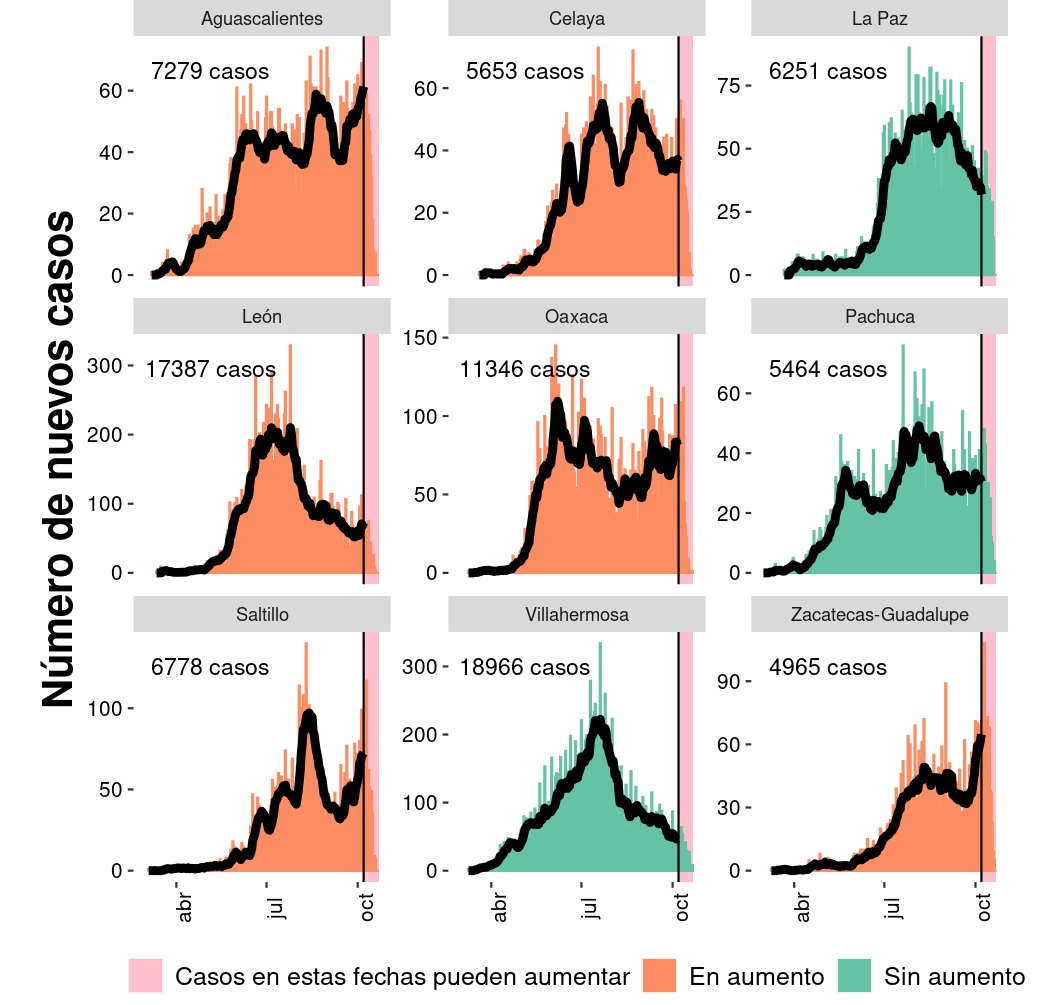 Número de nuevos casos
Aguascalientes
Celaya
La Paz
7279 casos
5653 casos
6251 casos
60
40
20
0
60
40
20
0
75
50
25
0
León
Oaxaca
Pachuca
17387 casos
11346 casos
5464 casos
300
200
100
0
150
100
50
0
60
40
20
0
Saltillo
Villahermosa
Zacatecas-Guadalupe
6778 casos
18966 casos
4965 casos
100
50
0
300
200
100
0
90
60
30
0
abr
jul
oct
abr
jul
oct
abr
jul
oct
Casos en estas fechas pueden aumentar
En aumento
Sin aumento